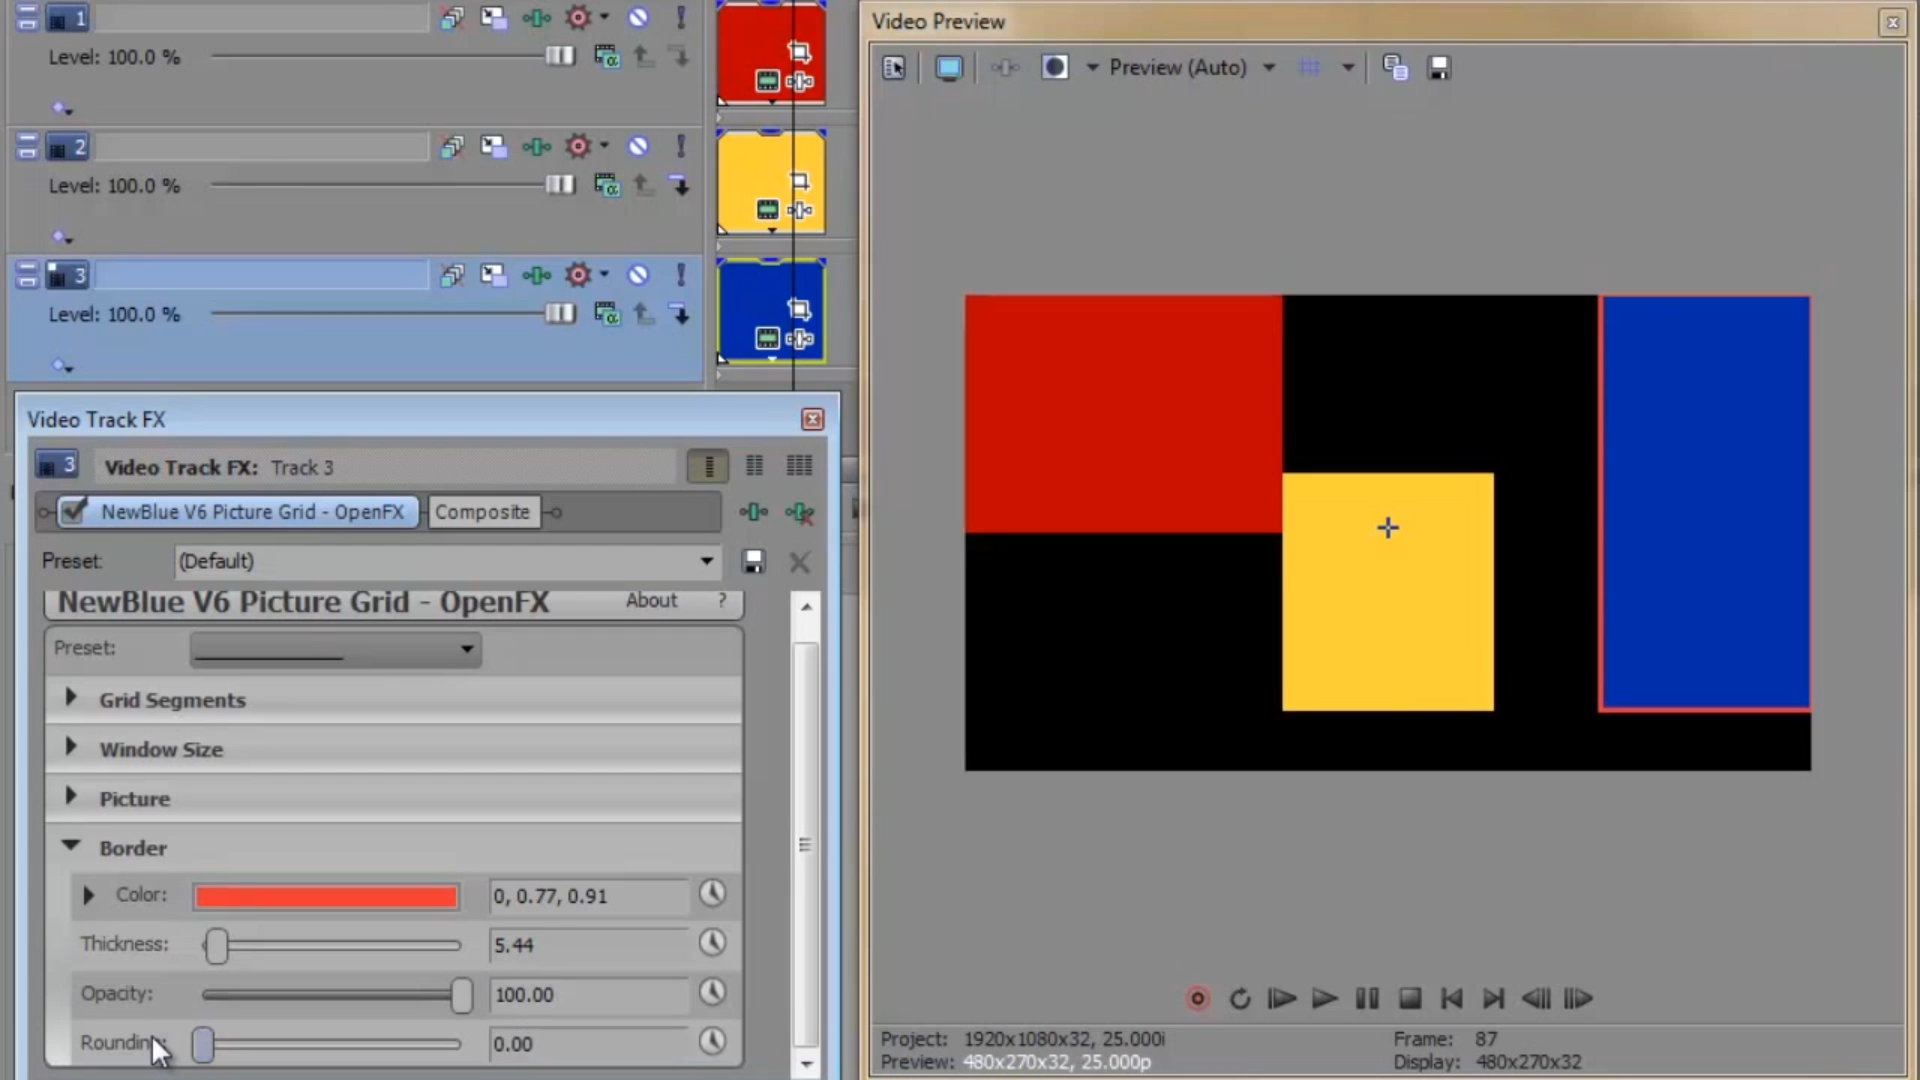 1
Level: 100.0 %
2
Level: 100.0 %
3
Level: 100.0 %
Video Track FX
3
Video Track FX: Track 3
NewBlue V6 Picture Grid - OpenFX
Composite
Preset: (Default)
NewBlue V6 Picture Grid - OpenFX About ?
Preset:
Grid Segments
Window Size
Picture
Border
Color: 0, 0.77, 0.91
Thickness: 5.44
Opacity: 100.00
Rounding: 0.00
Video Preview
Preview (Auto)
Project: 1920x1080x32, 25.000i Frame: 87
Preview: 480x270x32, 25.000p Display: 480x270x32